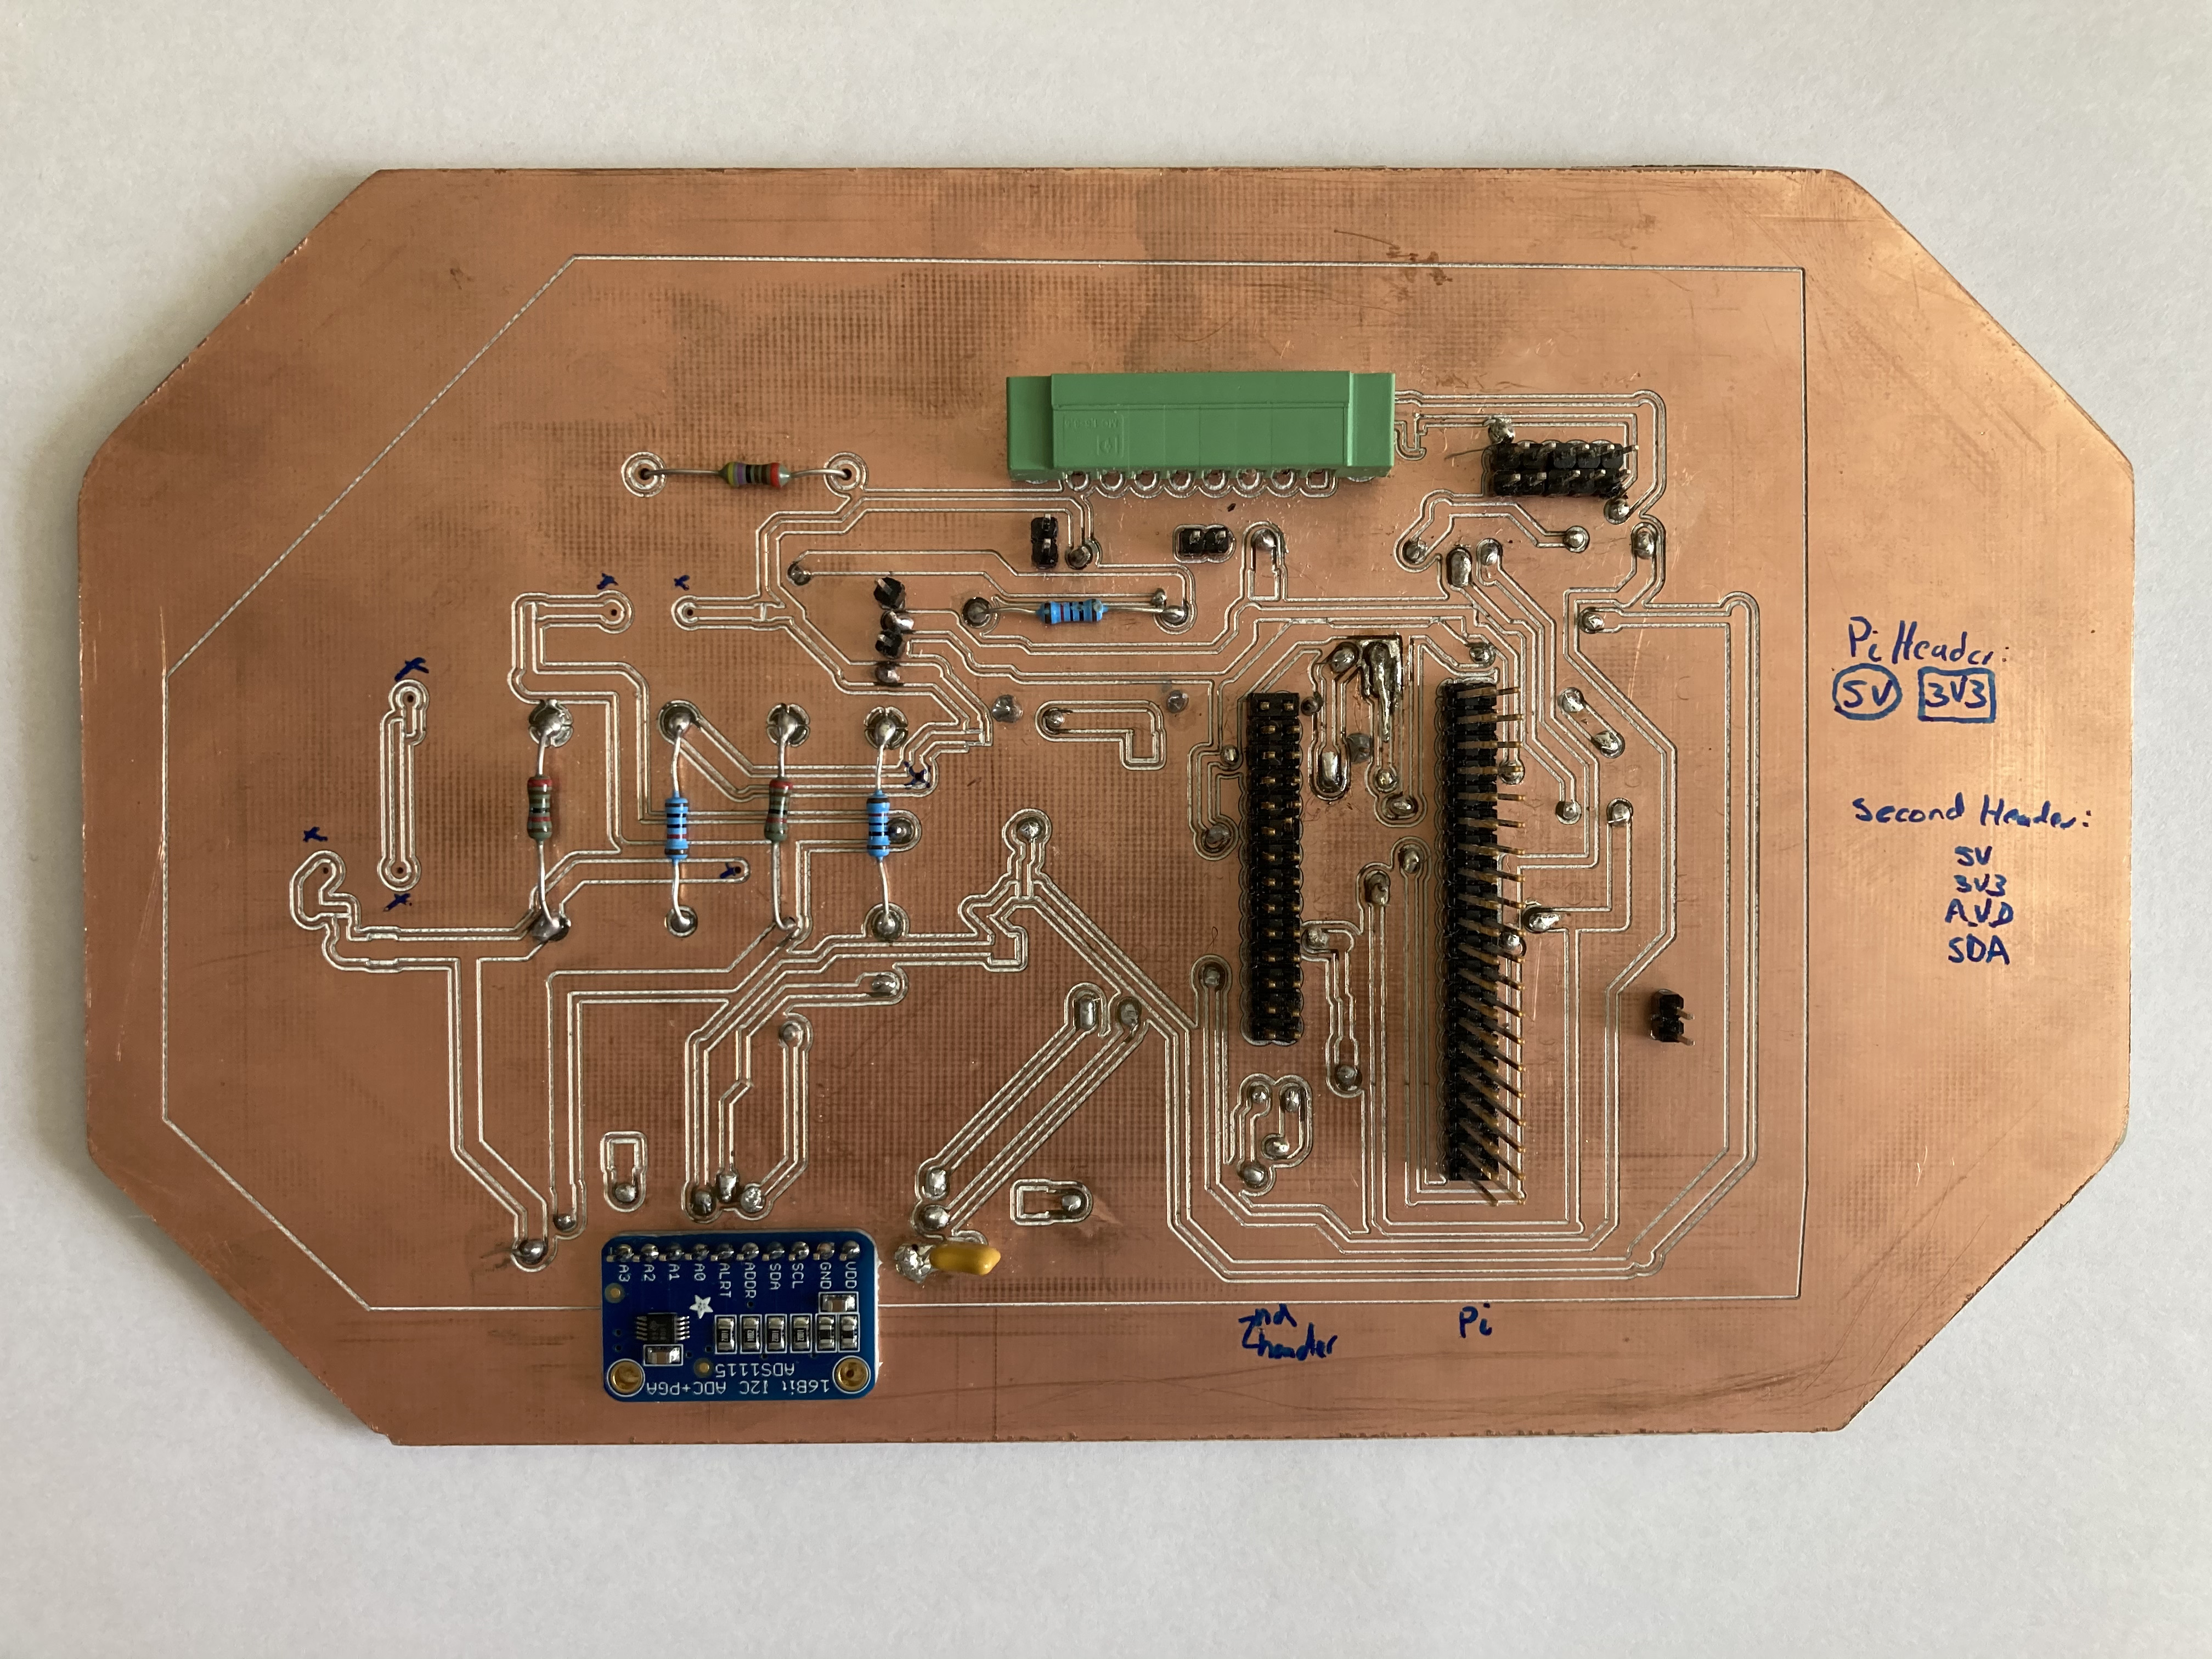 Pi Header:
5V 3V3
Second Header:
5V
3V3
AVD
SDA
2nd
header
Pi
A3 A2 A1 A0 ALRT ADDR SDA SCL GND VDD
ADS1115
16Bit I2C ADC+PGA